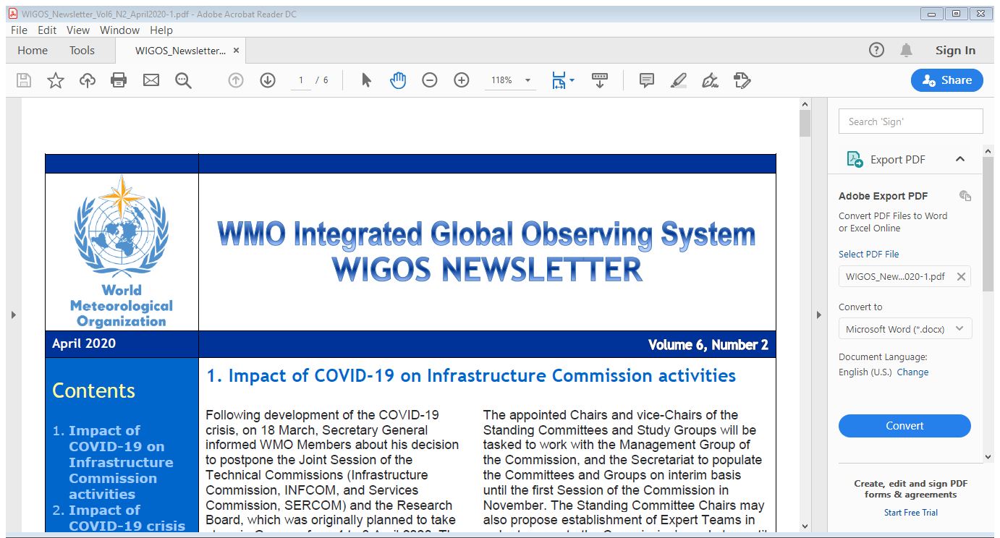 WIGOS_Newsletter_Vol6_N2_April2020-1.pdf - Adobe Acrobat Reader DC
File Edit View Window Help
Home Tools WIGOS_Newsletter... × Sign In
1 / 6 118% Share
Search 'Sign'
Export PDF
Adobe Export PDF
Convert PDF Files to Word
or Excel Online
Select PDF File
WIGOS_New...020-1.pdf
Convert to
Microsoft Word (*.docx)
Document Language:
English (U.S.) Change
Convert
Create, edit and sign PDF
forms & agreements
Start Free Trial
World
Meteorological
Organization
WMO Integrated Global Observing System
WIGOS NEWSLETTER
April 2020
Volume 6, Number 2
Contents
1. Impact of
COVID-19 on
Infrastructure
Commission
activities
2. Impact of
COVID-19 crisis
1. Impact of COVID-19 on Infrastructure Commission activities
Following development of the COVID-19
crisis, on 18 March, Secretary General
informed WMO Members about his decision
to postpone the Joint Session of the
Technical Commissions (Infrastructure
Commission, INFCOM, and Services
Commission, SERCOM) and the Research
Board, which was originally planned to take
The appointed Chairs and vice-Chairs of the
Standing Committees and Study Groups will be
tasked to work with the Management Group of
the Commission, and the Secretariat to populate
the Committees and Groups on interim basis
until the first Session of the Commission in
November. The Standing Committee Chairs may
also propose establishment of Expert Teams in